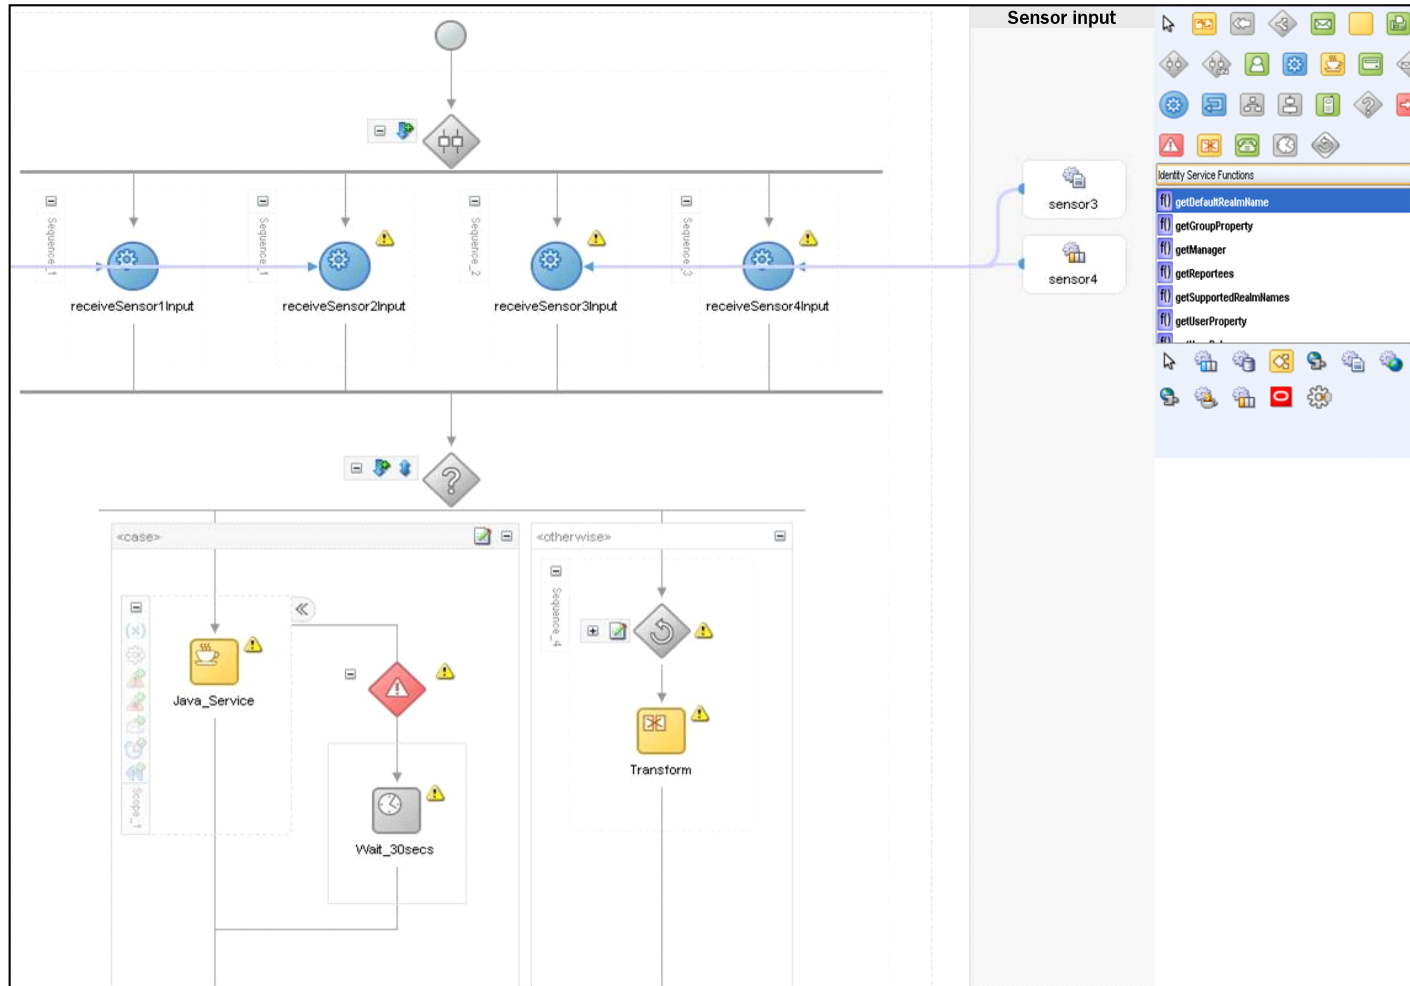 Sensor input
Identity Service Functions
f() getDefaultRealmName
f() getGroupProperty
f() getManager
f() getReportees
f() getSupportedRealmNames
f() getUserProperty
sensor3
sensor4
Sequence_1
Sequence_1
Sequence_2
Sequence_3
receiveSensor1Input
receiveSensor2Input
receiveSensor3Input
receiveSensor4Input
<case>
<otherwise>
Sequence_4
Java_Service
Scope_1
Wait_30secs
Transform